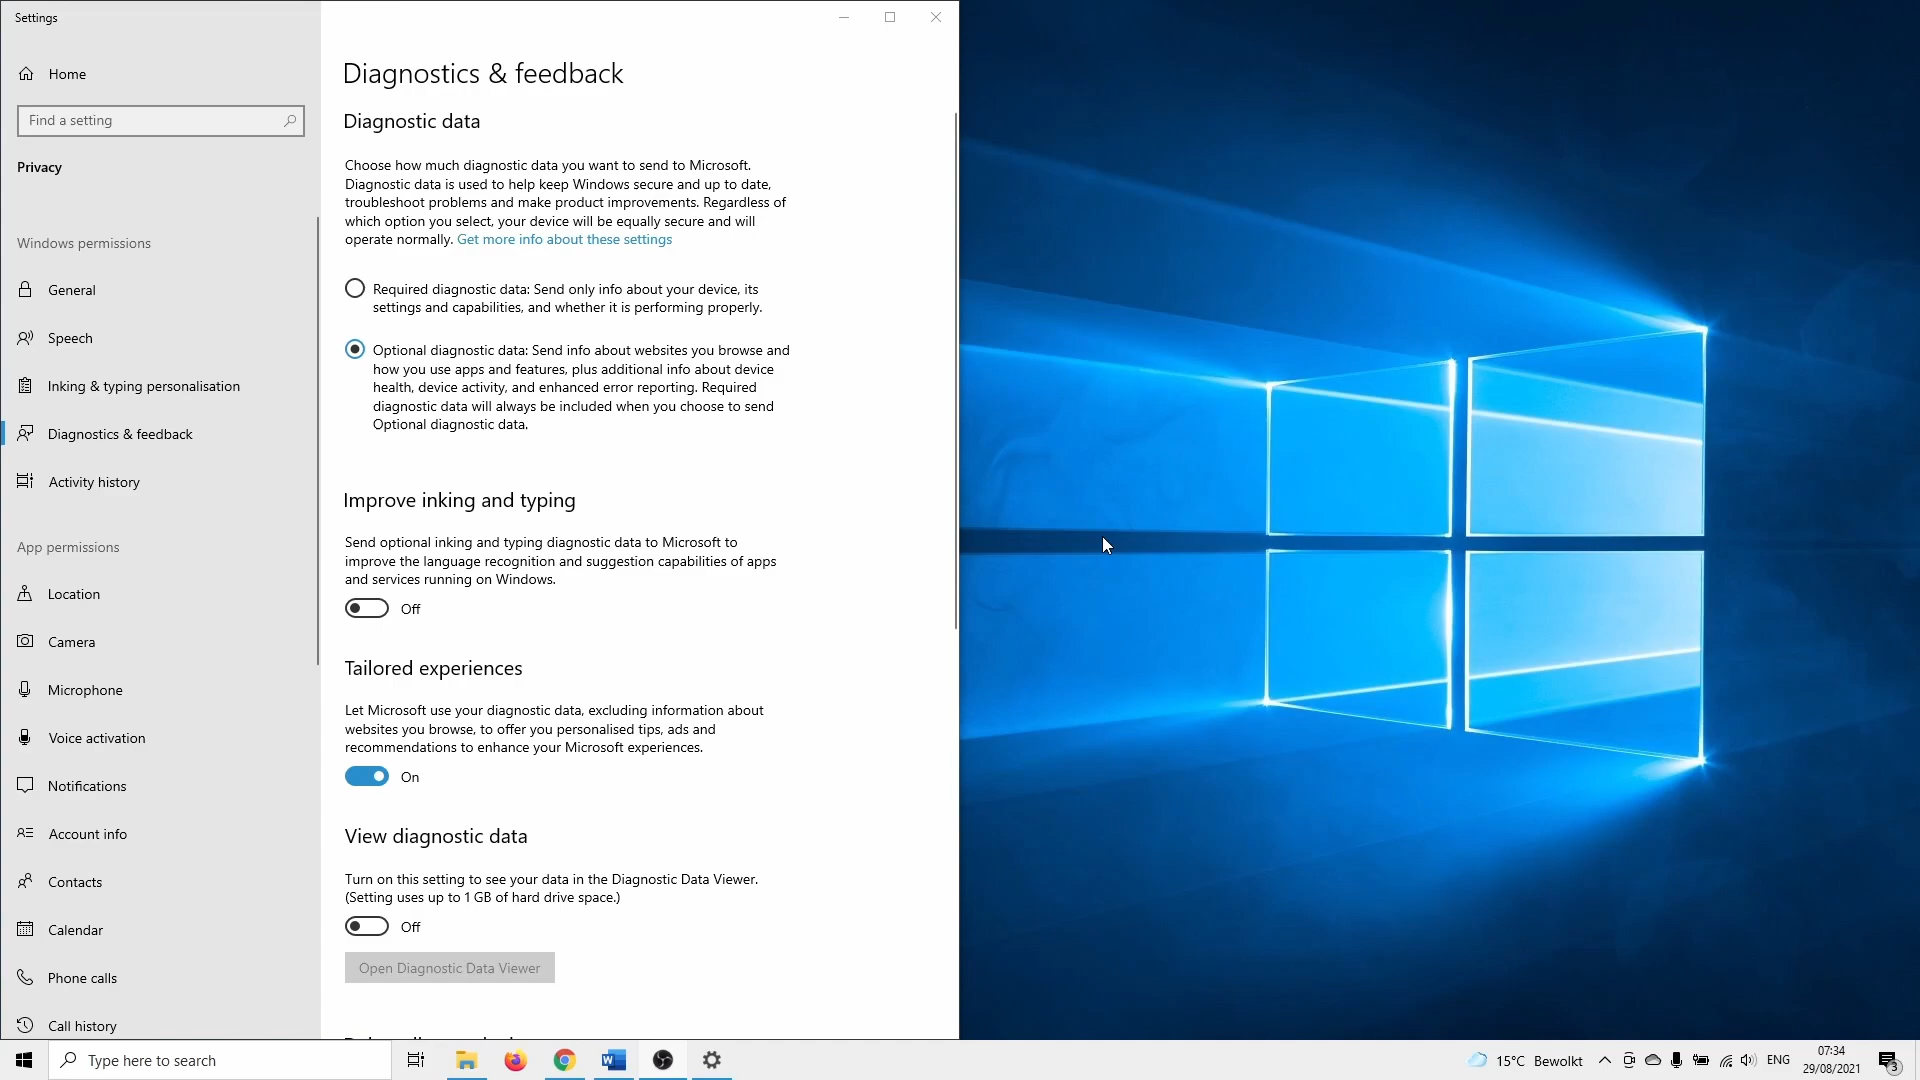 Settings
Home
Find a setting
Privacy
Windows permissions
General
Speech
Inking & typing personalisation
Diagnostics & feedback
Activity history
App permissions
Location
Camera
Microphone
Voice activation
Notifications
Account info
Contacts
Calendar
Phone calls
Call history
Diagnostics & feedback
Diagnostic data
Choose how much diagnostic data you want to send to Microsoft.
Diagnostic data is used to help keep Windows secure and up to date,
troubleshoot problems and make product improvements. Regardless of
which option you select, your device will be equally secure and will
operate normally. Get more info about these settings
Required diagnostic data: Send only info about your device, its
settings and capabilities, and whether it is performing properly.
Optional diagnostic data: Send info about websites you browse and
how you use apps and features, plus additional info about device
health, device activity, and enhanced error reporting. Required
diagnostic data will always be included when you choose to send
Optional diagnostic data.
Improve inking and typing
Send optional inking and typing diagnostic data to Microsoft to
improve the language recognition and suggestion capabilities of apps
and services running on Windows.
Off
Tailored experiences
Let Microsoft use your diagnostic data, excluding information about
websites you browse, to offer you personalised tips, ads and
recommendations to enhance your Microsoft experiences.
On
View diagnostic data
Turn on this setting to see your data in the Diagnostic Data Viewer.
(Setting uses up to 1 GB of hard drive space.)
Off
Open Diagnostic Data Viewer
Type here to search
15°C Bewolkt
ENG
07:34
29/08/2021
3